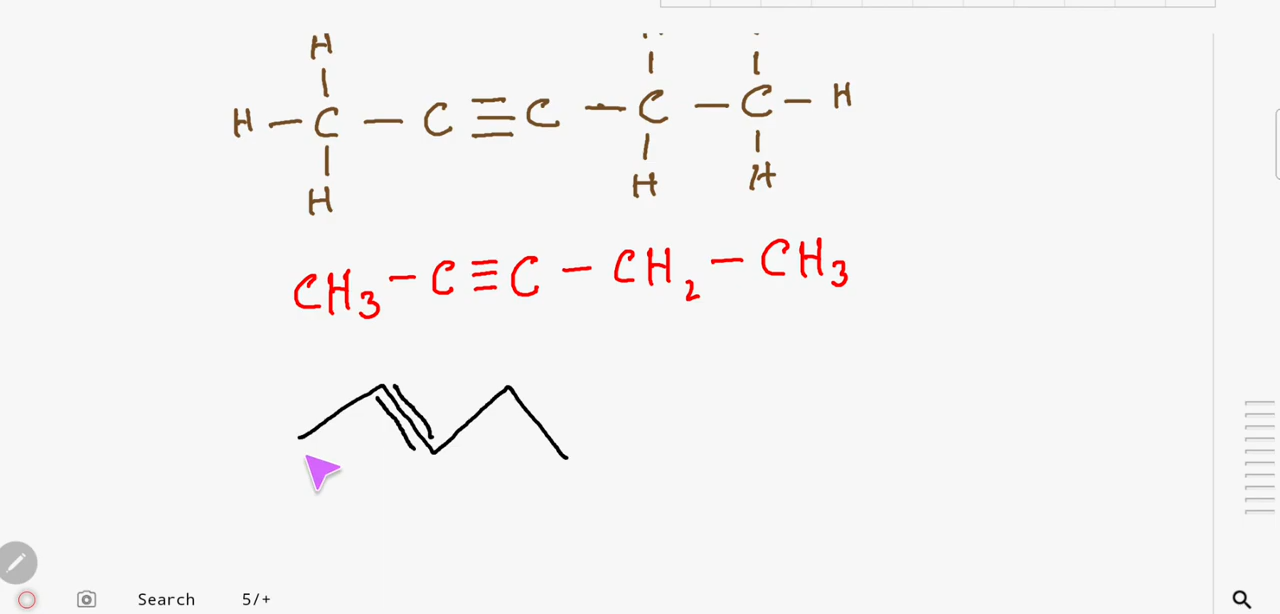 H
H – C – C ≡ C – C – C – H
H H H
CH₃ – C ≡ C – CH₂ – CH₃
Search 5/+